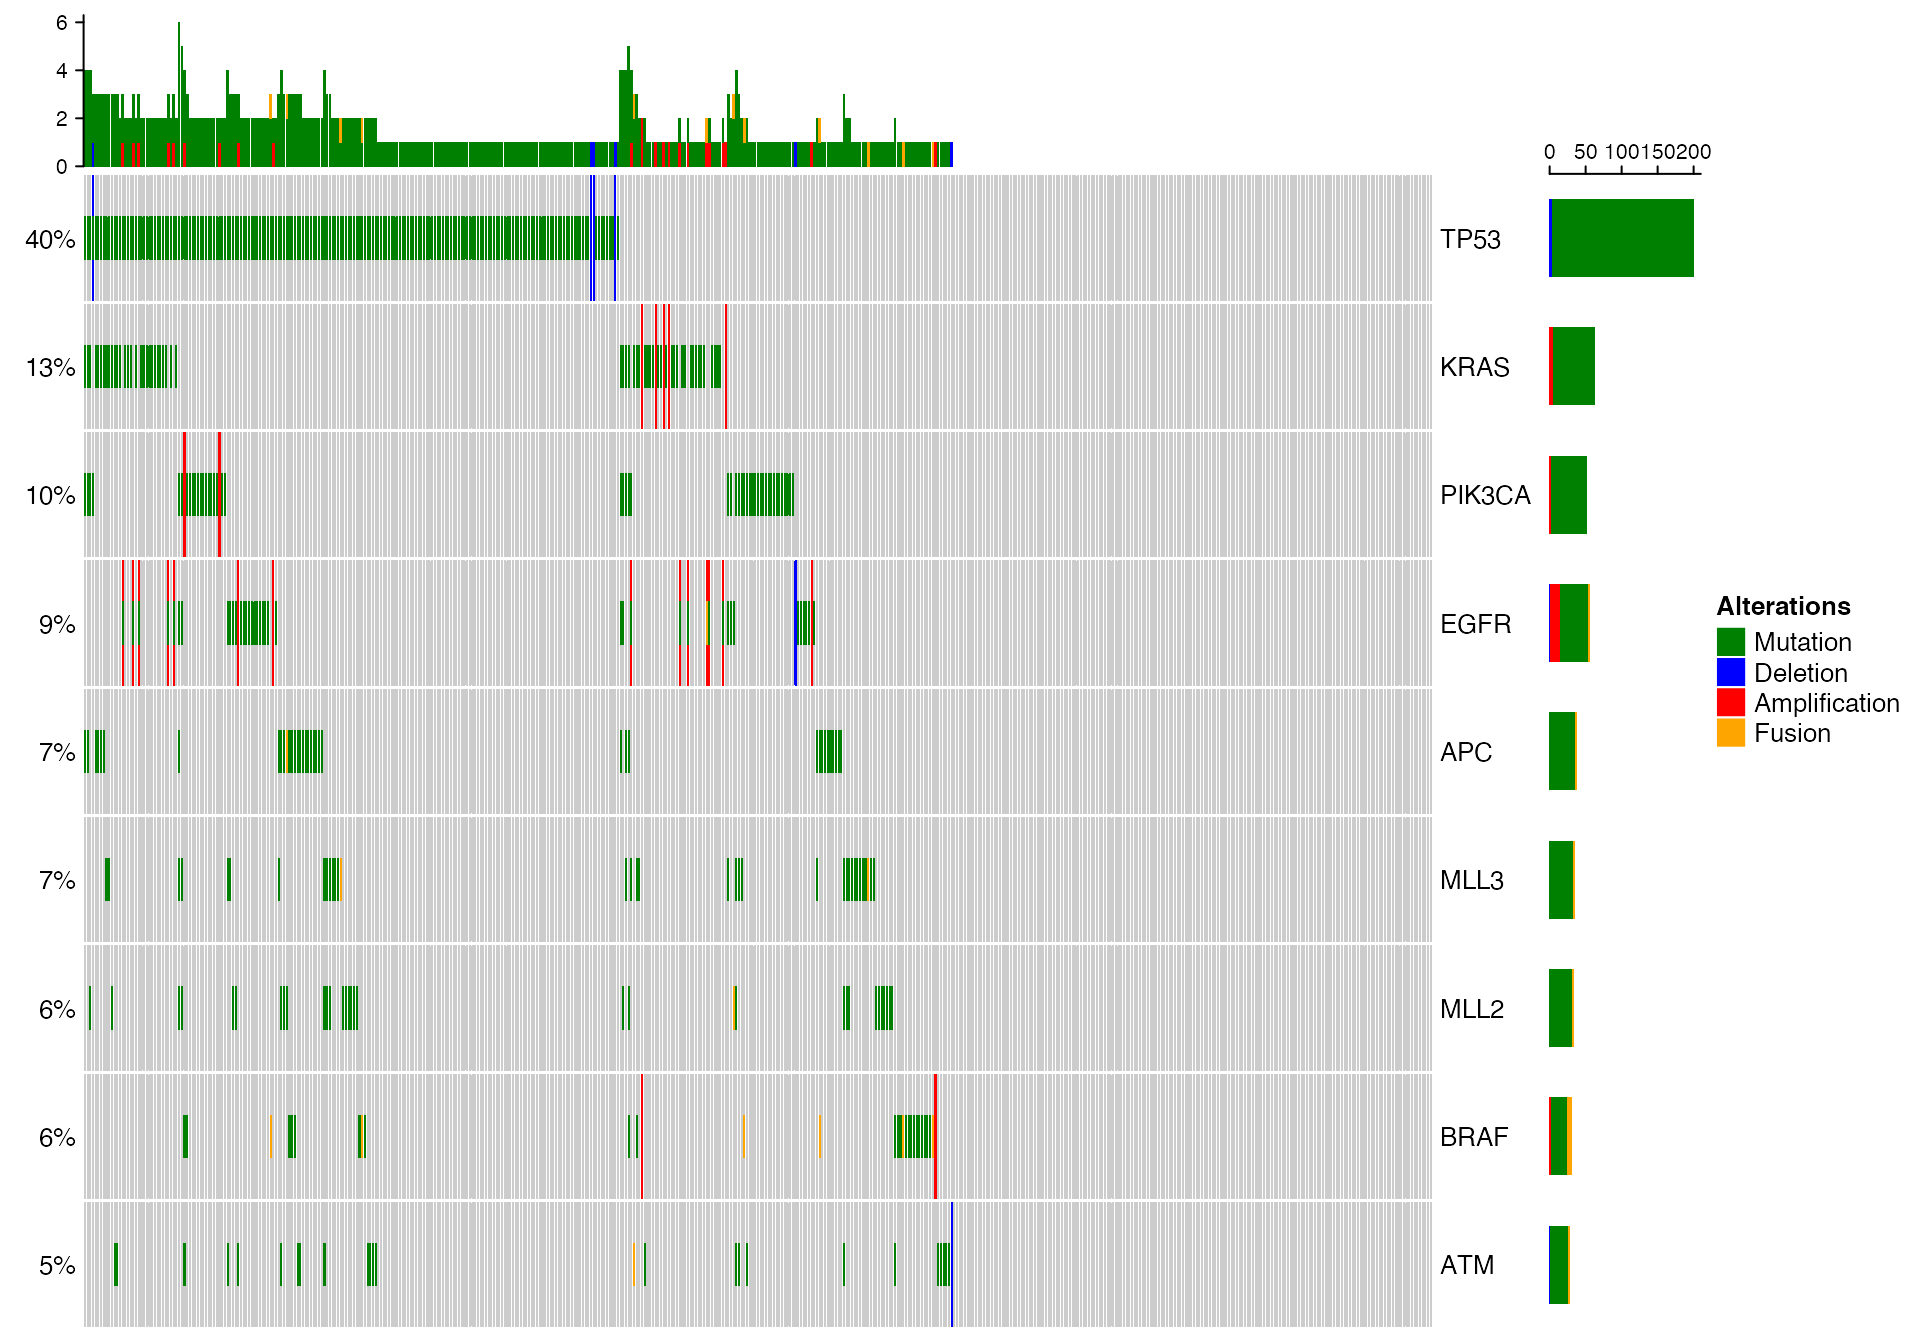 6
4
2
0
0 50 100150200
40% TP53
13% KRAS
10% PIK3CA
9% EGFR
Alterations
Mutation
Deletion
Amplification
Fusion
7% APC
7% MLL3
6% MLL2
6% BRAF
5% ATM